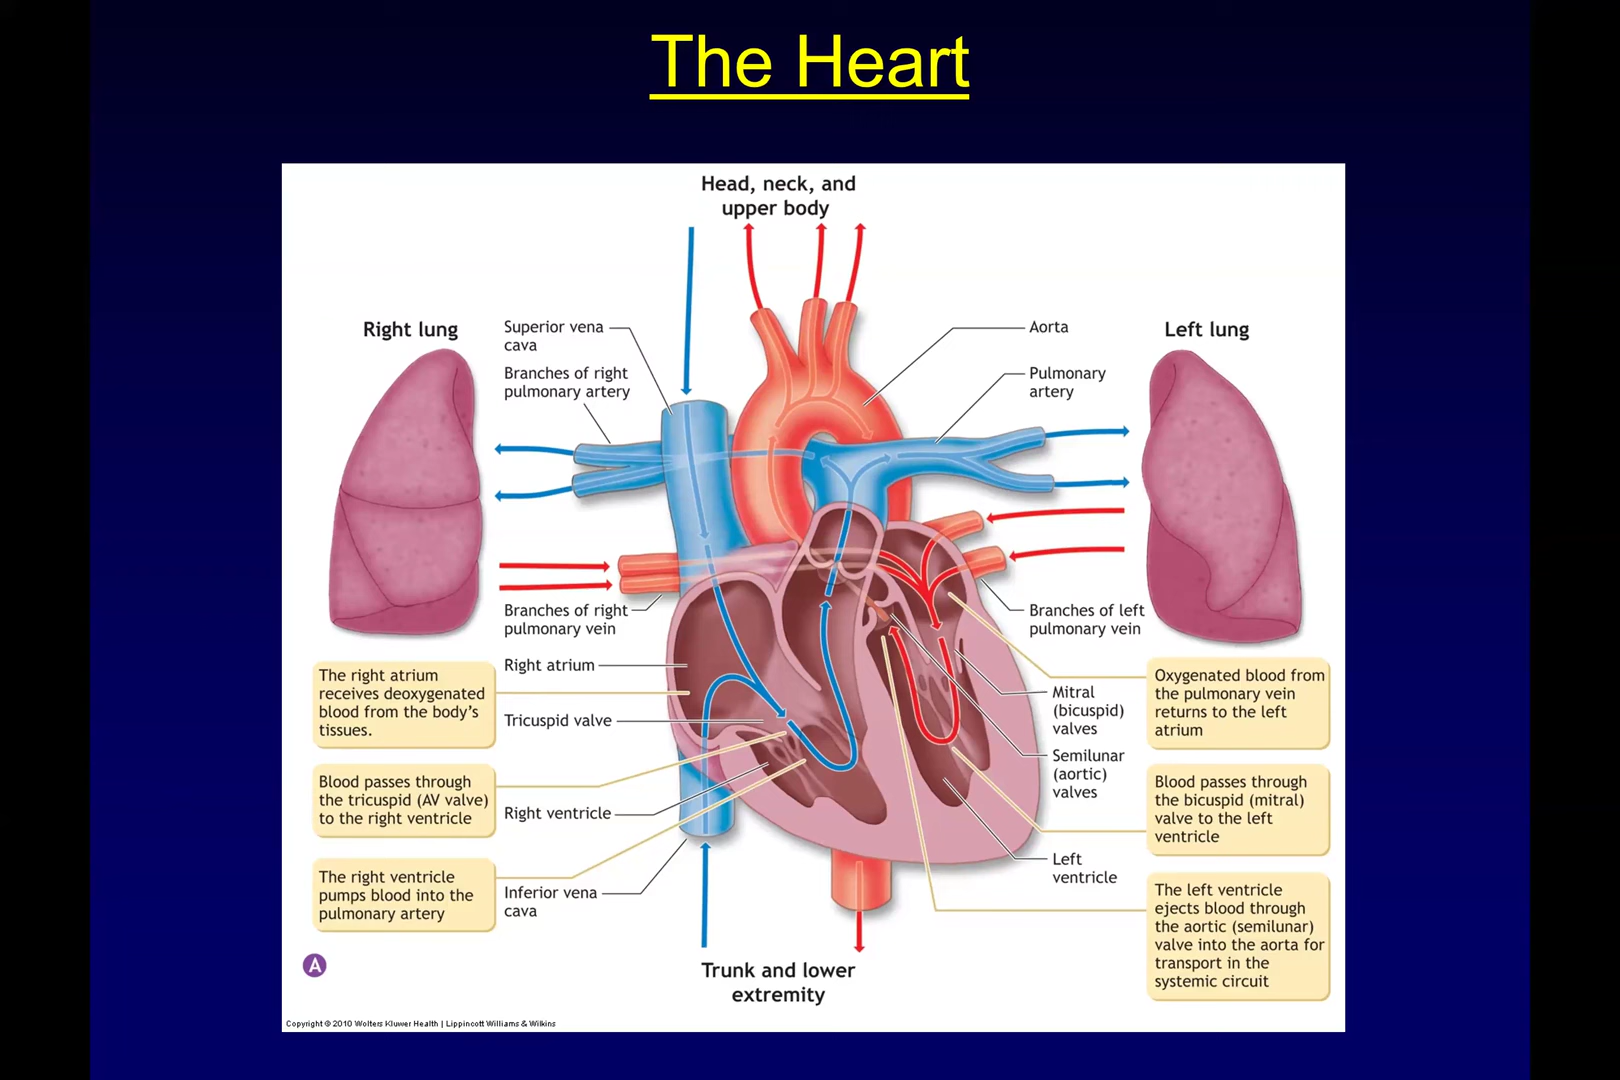 The Heart
Head, neck, and
upper body
Right lung
Superior vena
cava
Branches of right
pulmonary artery
Aorta
Pulmonary
artery
Left lung
Branches of right
pulmonary vein
Right atrium
Tricuspid valve
Right ventricle
Inferior vena
cava
Branches of left
pulmonary vein
Mitral
(bicuspid)
valves
Semilunar
(aortic)
valves
Left
ventricle
The right atrium
receives deoxygenated
blood from the body's
tissues.
Blood passes through
the tricuspid (AV valve)
to the right ventricle
The right ventricle
pumps blood into the
pulmonary artery
Oxygenated blood from
the pulmonary vein
returns to the left
atrium
Blood passes through
the bicuspid (mitral)
valve to the left
ventricle
The left ventricle
ejects blood through
the aortic (semilunar)
valve into the aorta for
transport in the
systemic circuit
A
Trunk and lower
extremity
Copyright © 2010 Wolters Kluwer Health | Lippincott Williams & Wilkins